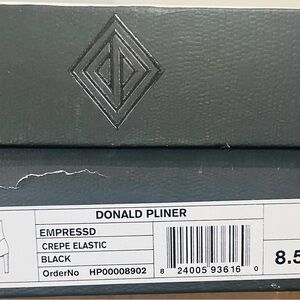 DONALD PLINER
EMPRESSD
CREPE ELASTIC
BLACK
OrderNo HP00008902
8 24005 93616 0
8.5